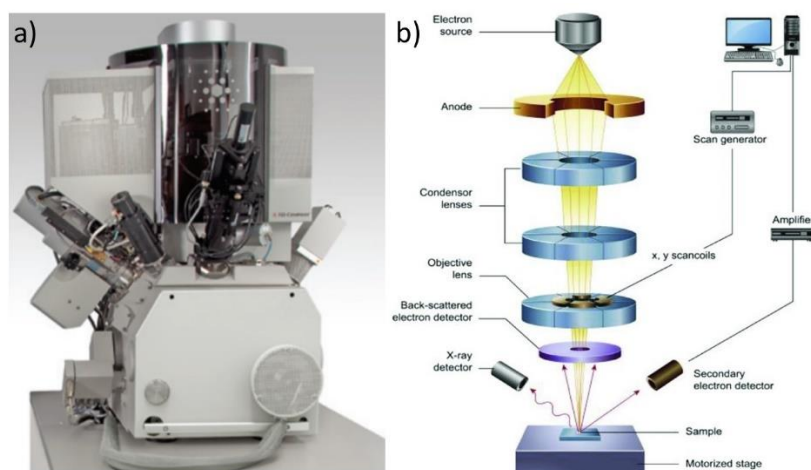 a)
b)
Electron
source
Anode
Scan generator
Condensor
lenses
Amplifier
x, y scancoils
Objective
lens
Back-scattered
electron detector
X-ray
detector
Secondary
electron detector
Sample
Motorized stage